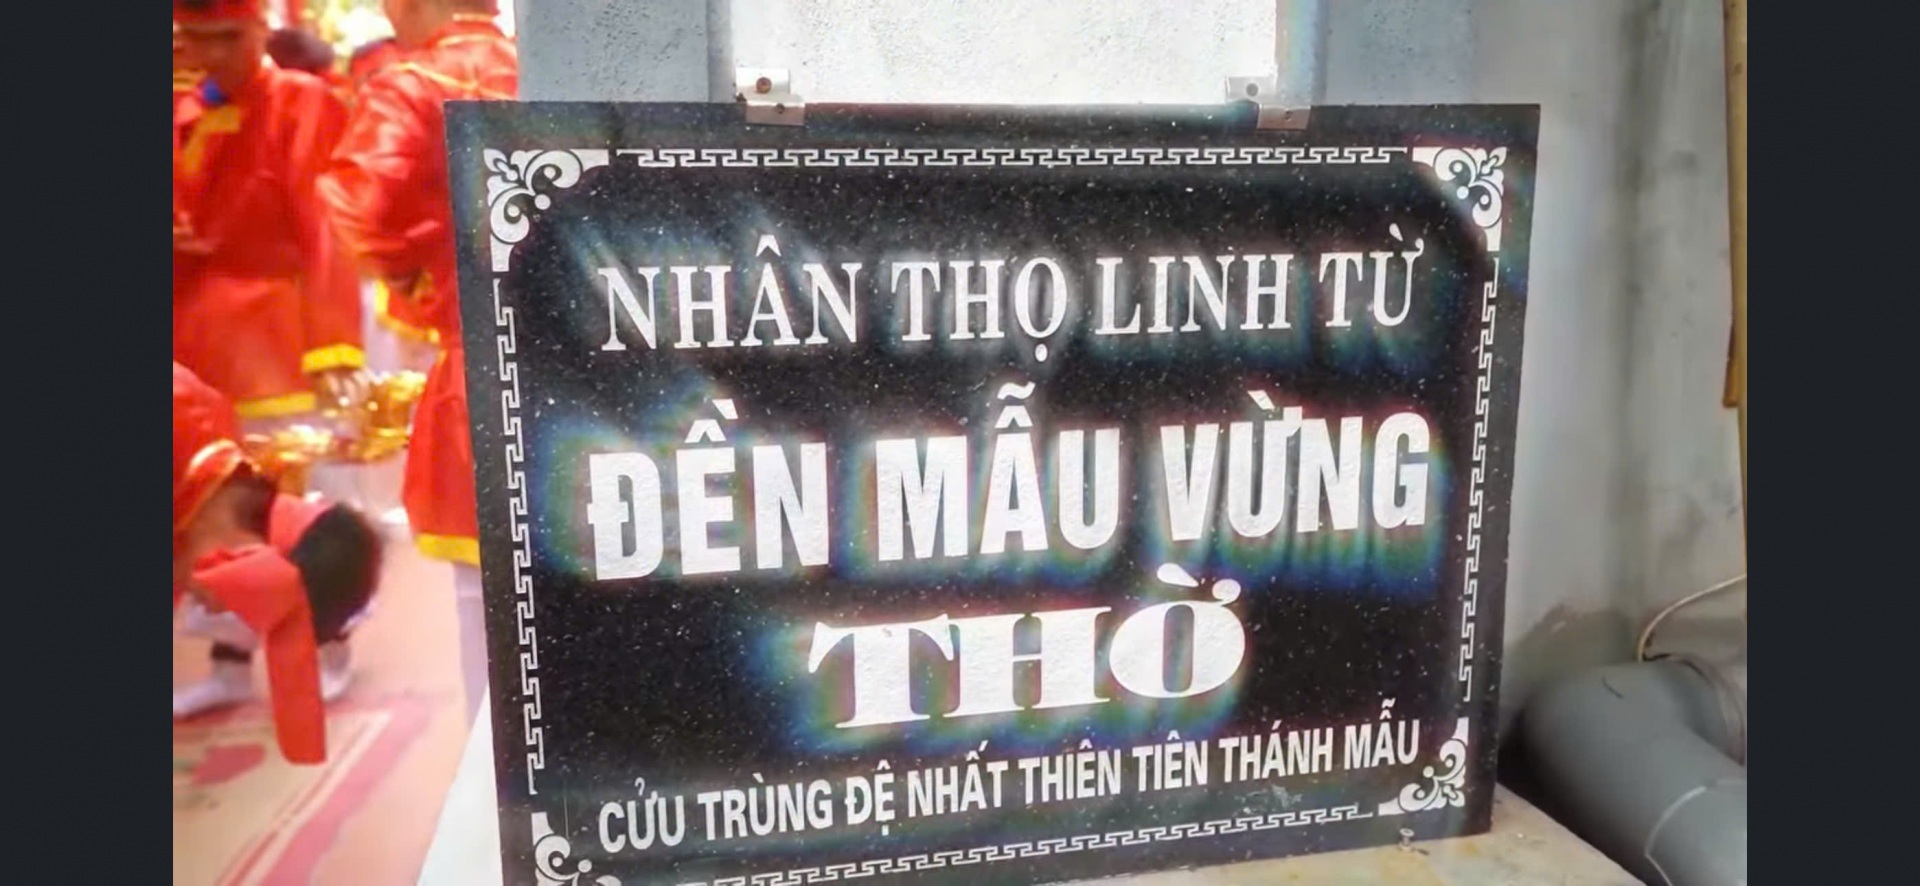 NHÂN THỌ LINH TỪ
ĐỀN MẪU VỪNG
THỜ
CỬU TRÙNG ĐỆ NHẤT THIÊN TIÊN THÁNH MẪU